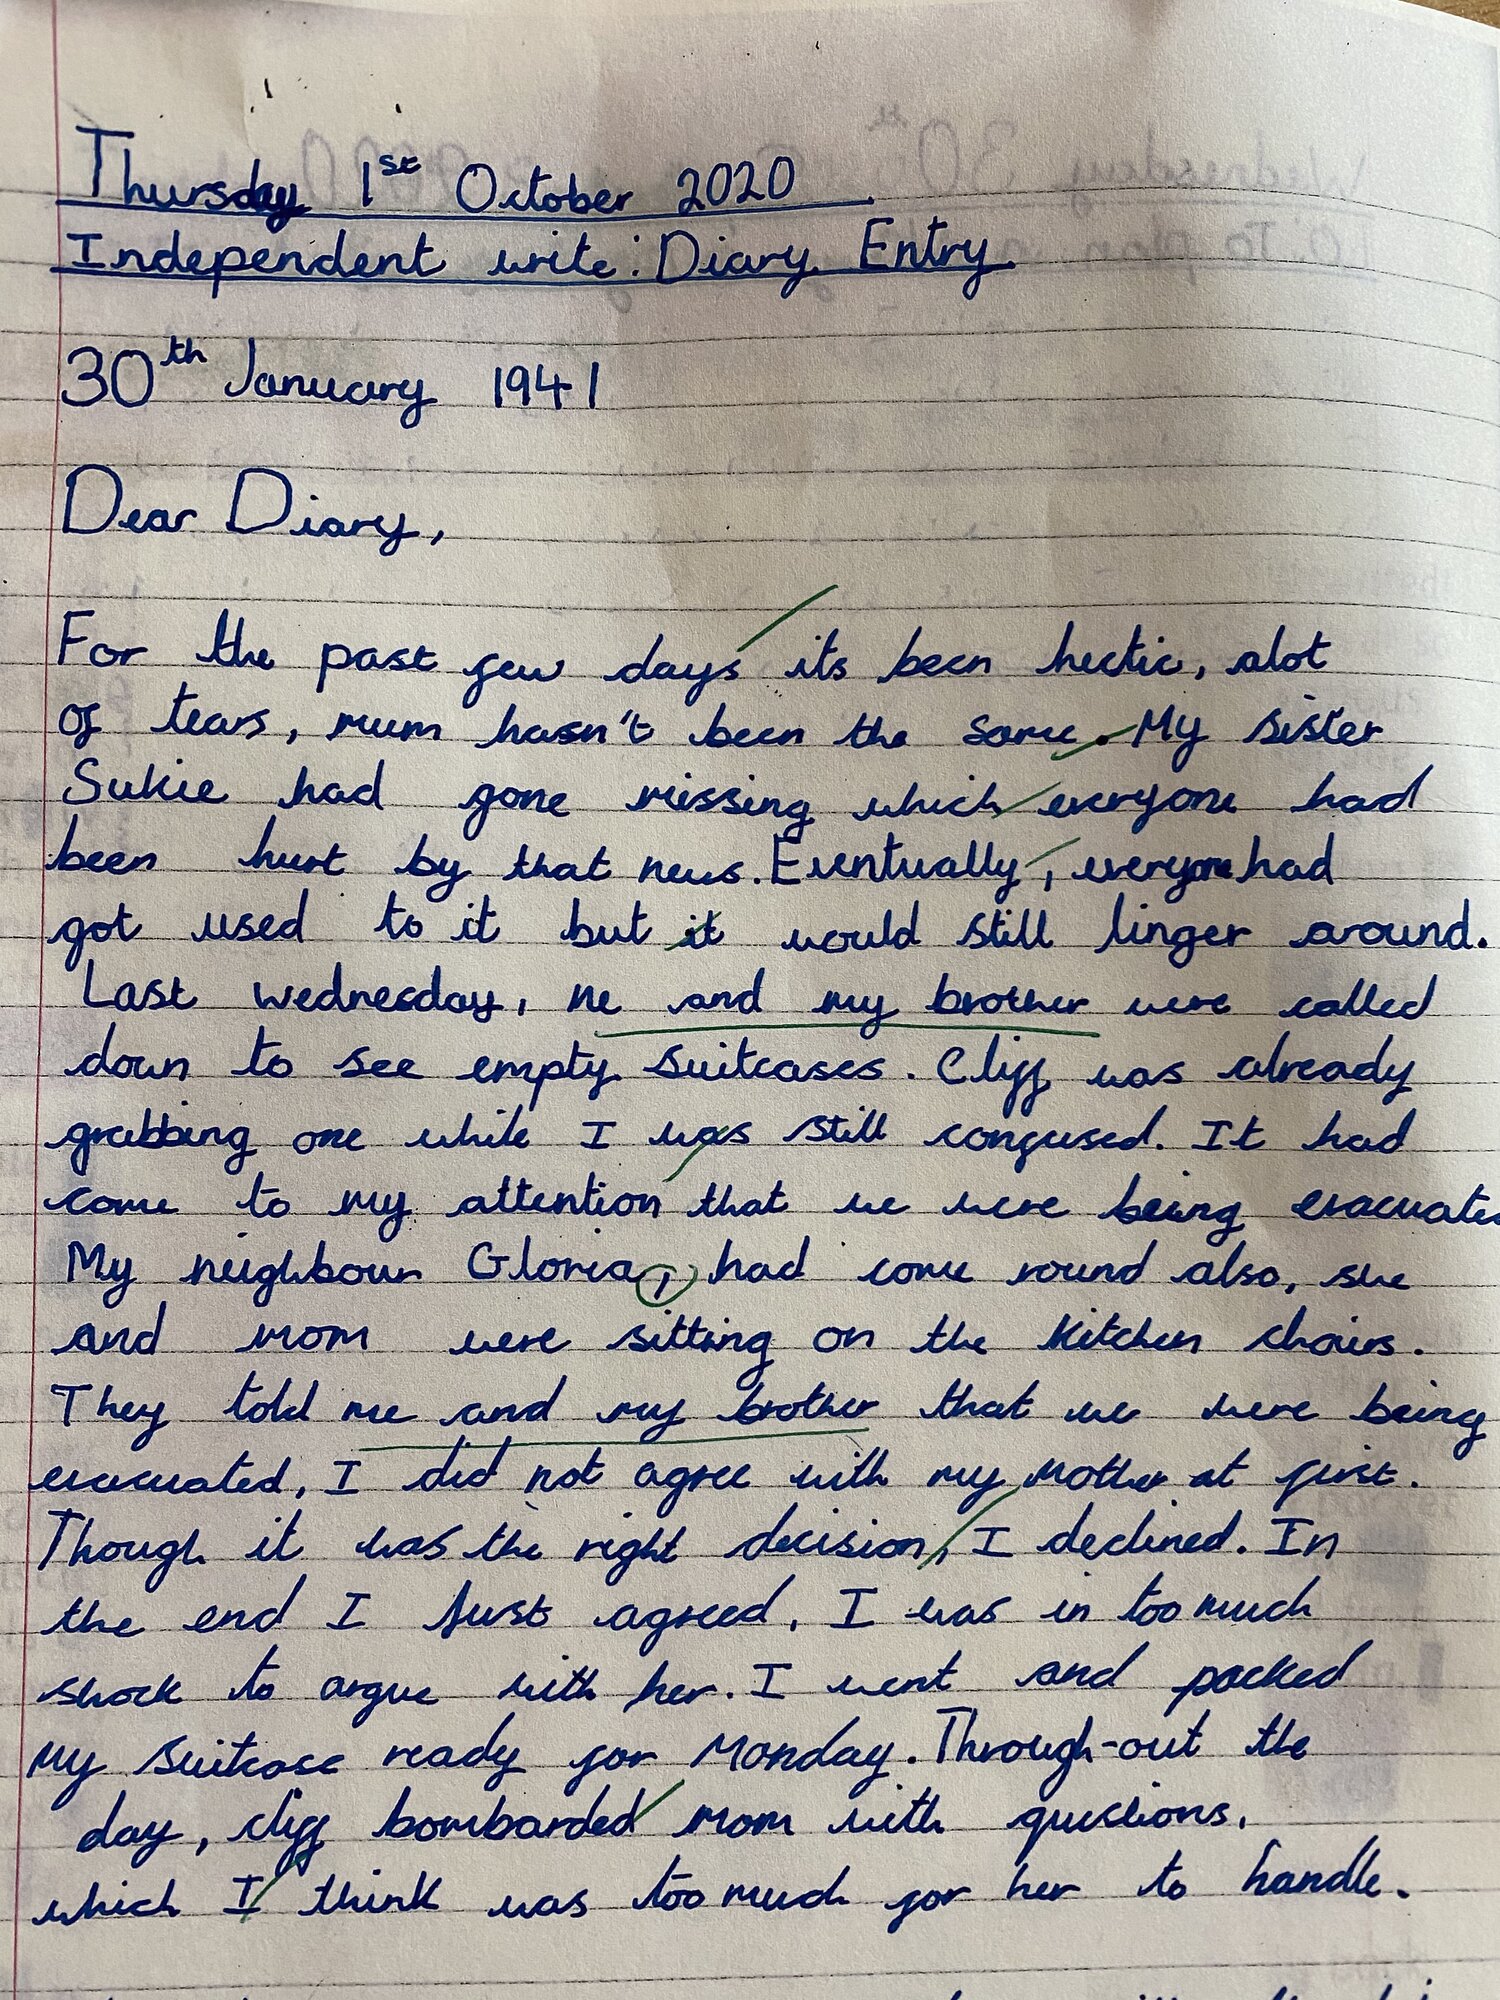 Thursday 1st October 2020
Independent write: Diary Entry
30th January 1941
Dear Diary,
For the past few days its been hectic, alot
of tears, mum hasn't been the same. My sister
Sukie had gone missing which everyone had
been hurt by that news. Eventually, everyone had
got used to it but it would still linger around.
Last wednesday, me and my brother were called
down to see empty suitcases. Cliff was already
grabbing one while I was still confused. It had
come to my attention that we were being evacuated
My neighbour Gloria, had come round also, she
and mom were sitting on the kitchen chairs.
They told me and my brother that we were being
evacuated, I did not agree with my mother at first.
Though it was the right decision, I declined. In
the end I just agreed, I was in too much
shock to argue with her. I went and packed
my suitcase ready for Monday. Through-out the
day, cliff bombarded mom with questions,
which I think was too much for her to handle.